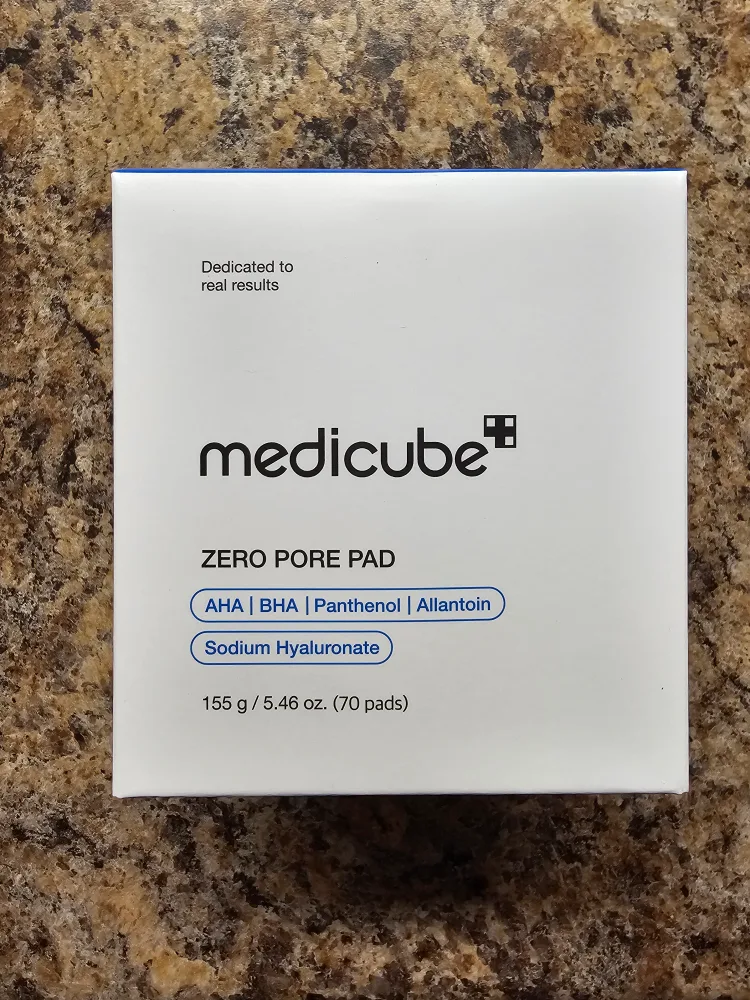 Dedicated to
real results
medicube
ZERO PORE PAD
AHA | BHA | Panthenol | Allantoin
Sodium Hyaluronate
155 g / 5.46 oz. (70 pads)